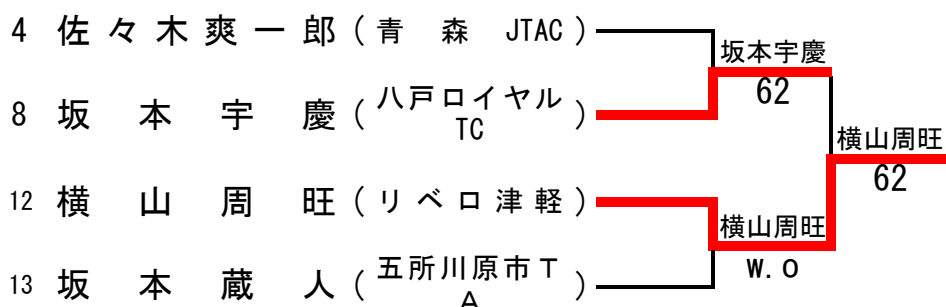 4 佐々木爽一郎 (青森 JTAC)
坂本宇慶
62
8 坂本宇慶 (八戸ロイヤル
TC)
横山周旺
62
12 横山周旺 (リベロ津軽)
横山周旺
W.O
13 坂本蔵人 (五所川原市T
A)